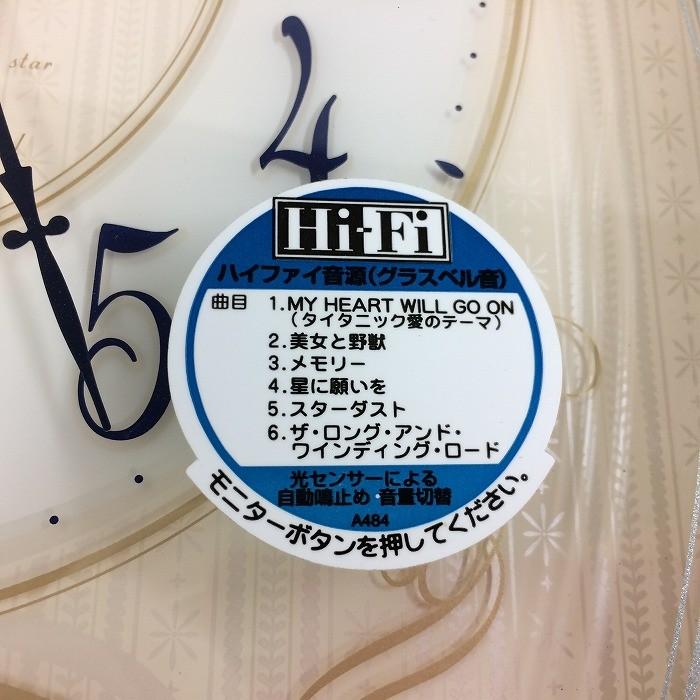 star
4
5
Hi-Fi
ハイファイ音源(グラスベル音)
曲目 1.MY HEART WILL GO ON
(タイタニック愛のテーマ)
2.美女と野獣
3.メモリー
4.星に願いを
5.スターダスト
6.ザ・ロング・アンド・
ワインディング・ロード
光センサーによる
自動鳴止め 音量切替
A484
モニターボタンを押してください。